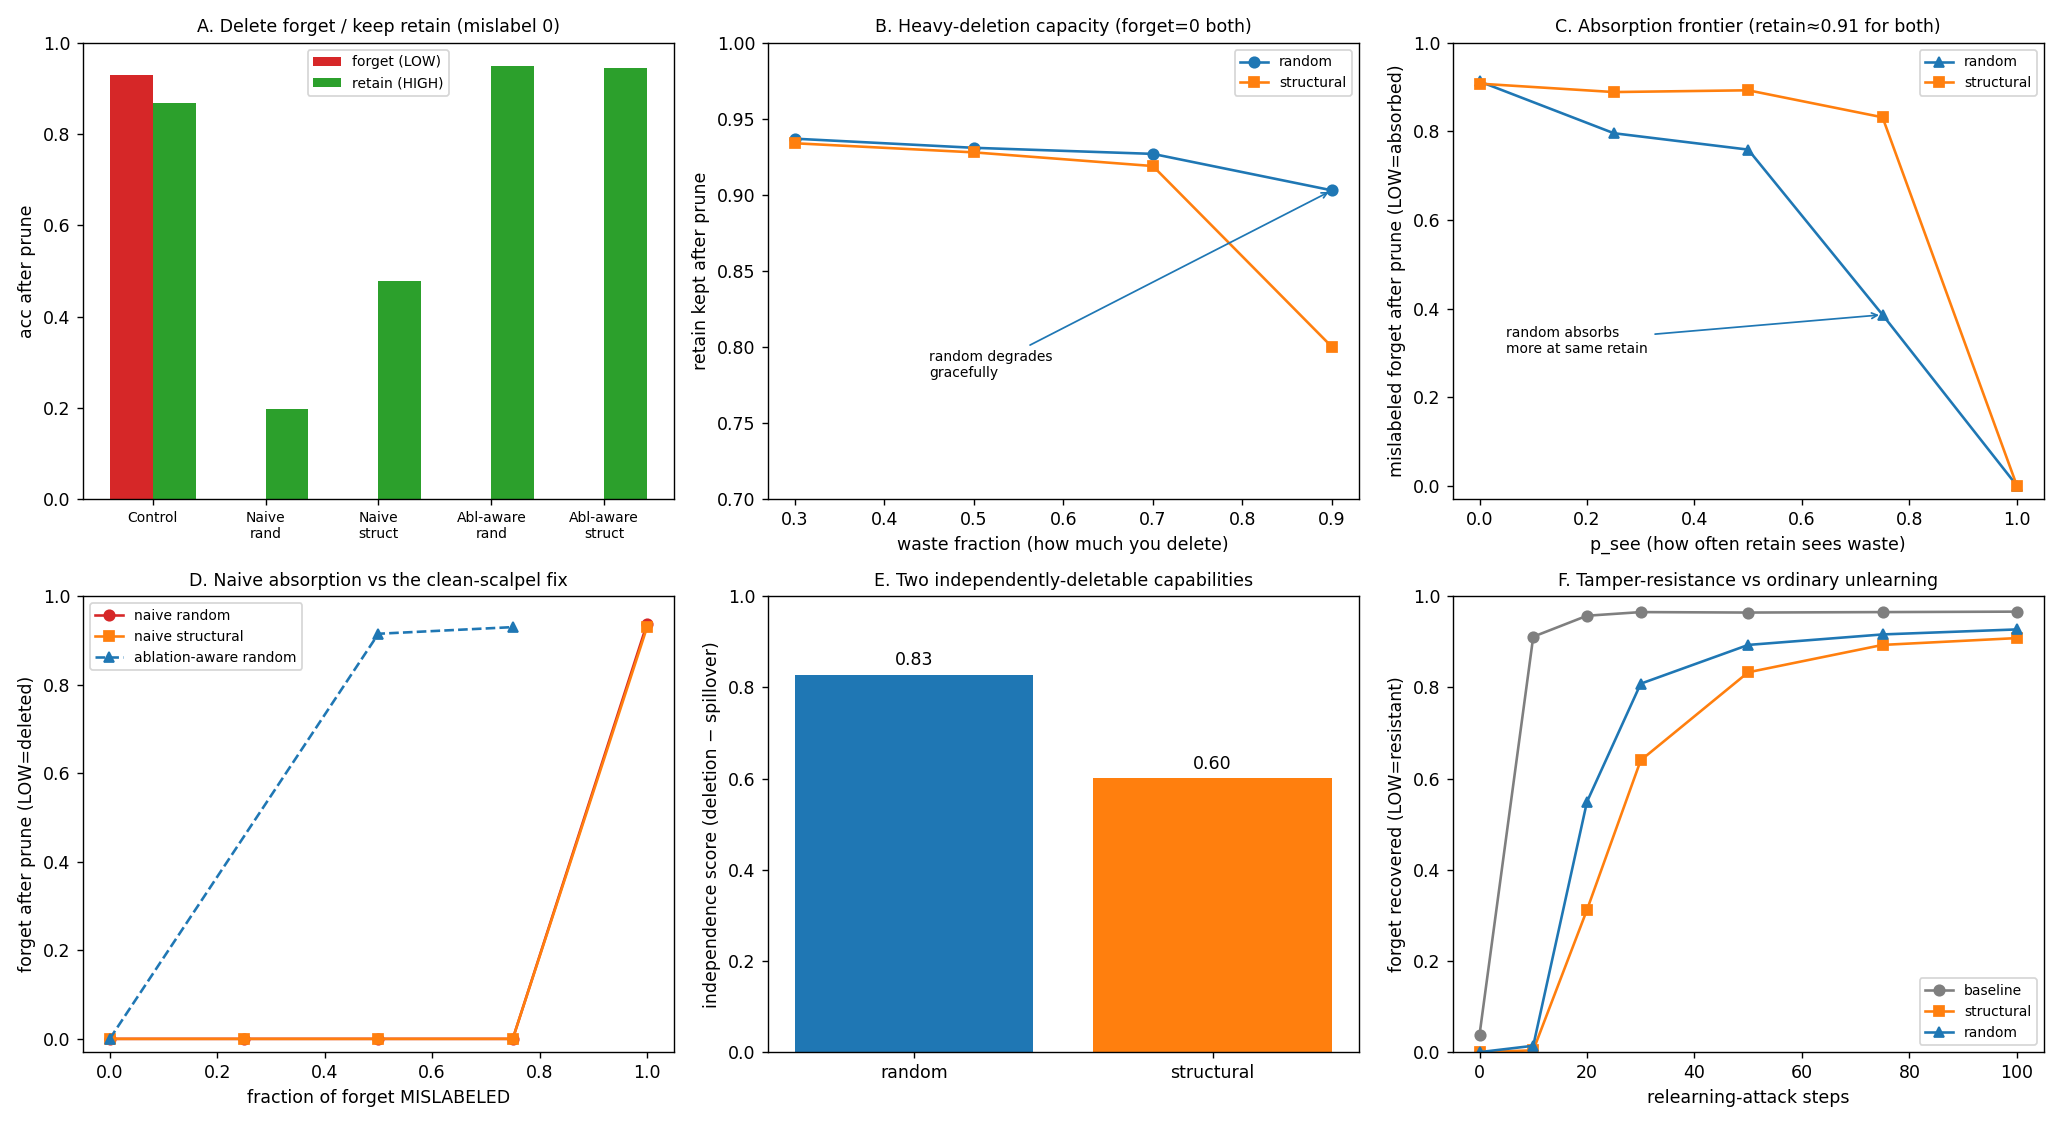 A. Delete forget / keep retain (mislabel 0)
acc after prune
1.0
0.8
0.6
0.4
0.2
0.0
forget (LOW)
retain (HIGH)
Control
Naive
rand
Naive
struct
Abl-aware
rand
Abl-aware
struct
B. Heavy-deletion capacity (forget=0 both)
retain kept after prune
1.00
0.95
0.90
0.85
0.80
0.75
0.70
random
structural
random degrades
gracefully
0.3
0.4
0.5
0.6
0.7
0.8
0.9
waste fraction (how much you delete)
C. Absorption frontier (retain≈0.91 for both)
mislabeled forget after prune (LOW=absorbed)
1.0
0.8
0.6
0.4
0.2
0.0
random
structural
random absorbs
more at same retain
0.0
0.2
0.4
0.6
0.8
1.0
p_see (how often retain sees waste)
D. Naive absorption vs the clean-scalpel fix
forget after prune (LOW=deleted)
1.0
0.8
0.6
0.4
0.2
0.0
naive random
naive structural
ablation-aware random
0.0
0.2
0.4
0.6
0.8
1.0
fraction of forget MISLABELED
E. Two independently-deletable capabilities
independence score (deletion − spillover)
1.0
0.8
0.6
0.4
0.2
0.0
0.83
0.60
random
structural
F. Tamper-resistance vs ordinary unlearning
forget recovered (LOW=resistant)
1.0
0.8
0.6
0.4
0.2
0.0
baseline
structural
random
0
20
40
60
80
100
relearning-attack steps